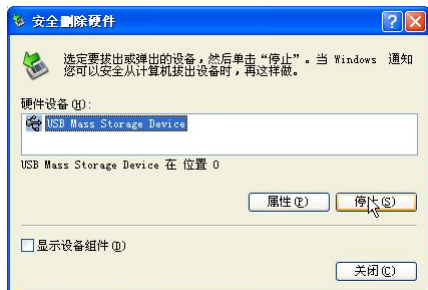 安全删除硬件
选定要拔出或弹出的设备，然后单击“停止”。当 Windows 通知
您可以安全从计算机拔出设备时，再这样做。
硬件设备(H):
USB Mass Storage Device
USB Mass Storage Device 在 位置 0
属性(P) 停止(S)
显示设备组件(D)
关闭(C)